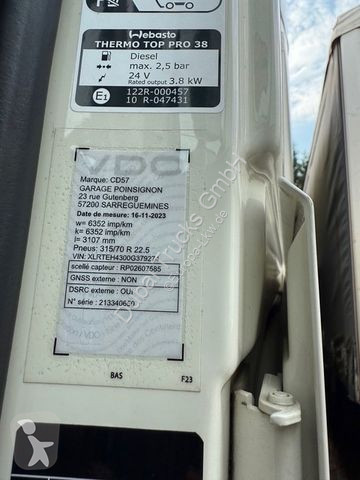 Webasto
THERMO TOP PRO 38
Diesel
max. 2,5 bar
24 V
Rated output 3.8 kW
E1
122R-000457
10 R-047431
VDO
Marque: CD57
GARAGE POINSIGNON
23 rue Gutenberg
57200 SARREGUEMINES
Date de mesure: 16-11-2023
w= 6352 imp/km
k= 6352 imp/km
l= 3107 mm
Pneus: 315/70 R 22.5
VIN:
scellé capteur : RP02607585
GNSS externe : NON
DSRC externe : OUI
N° série :
BAS
F23